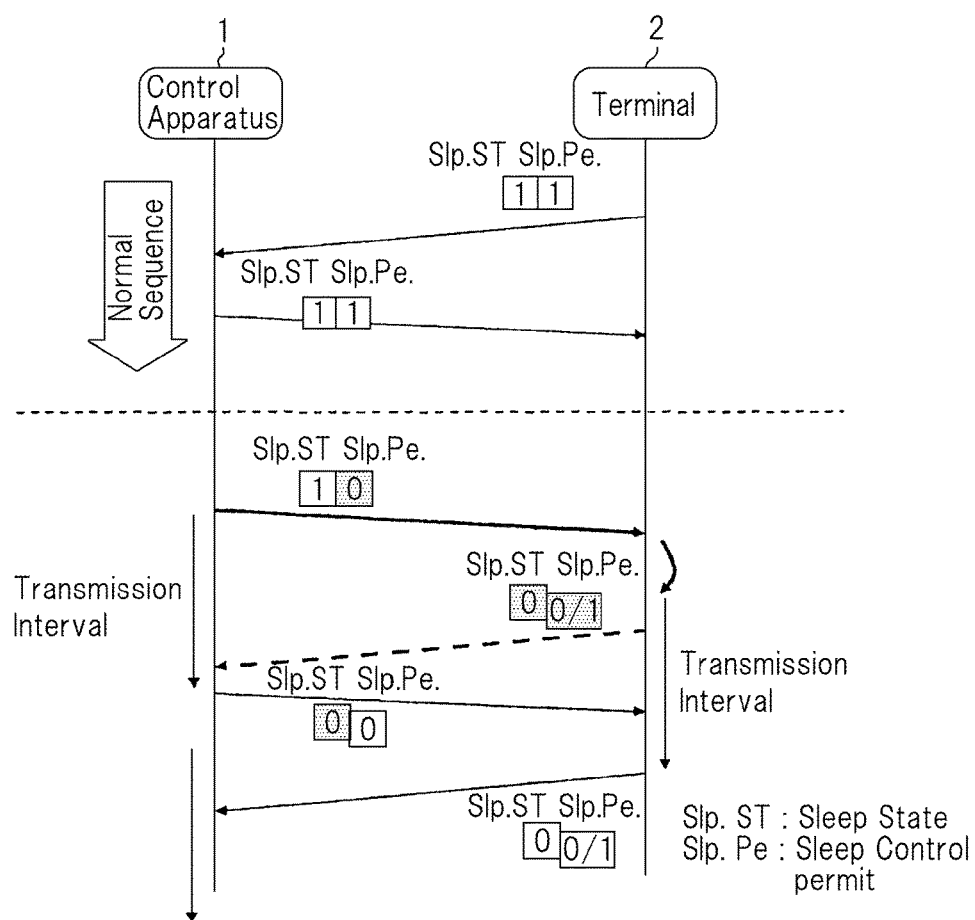 1
2
Control
Apparatus
Terminal
Slp.ST Slp.Pe.
1 1
Normal
Sequence
Slp.ST Slp.Pe.
1 1
Slp.ST Slp.Pe.
1 0
Transmission
Interval
Slp.ST Slp.Pe.
0 0/1
Transmission
Interval
Slp.ST Slp.Pe.
0 0
Slp.ST Slp.Pe.
0 0/1
Slp. ST : Sleep State
Slp. Pe : Sleep Control
permit